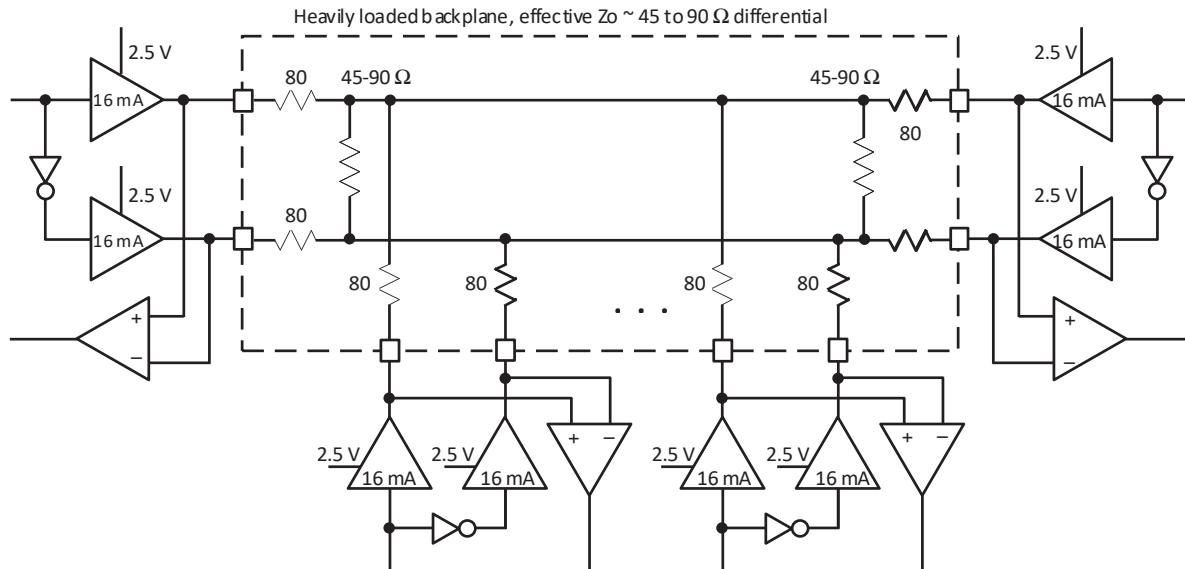 Heavily loaded backplane, effective Zo ~ 45 to 90 Ω differential
2.5 V
16 mA
80
45-90 Ω
45-90 Ω
80
2.5 V
16 mA
2.5 V
16 mA
80
2.5 V
16 mA
+
−
80
80
. . .
80
80
+
−
2.5 V
16 mA
2.5 V
16 mA
+ −
2.5 V
16 mA
2.5 V
16 mA
+ −